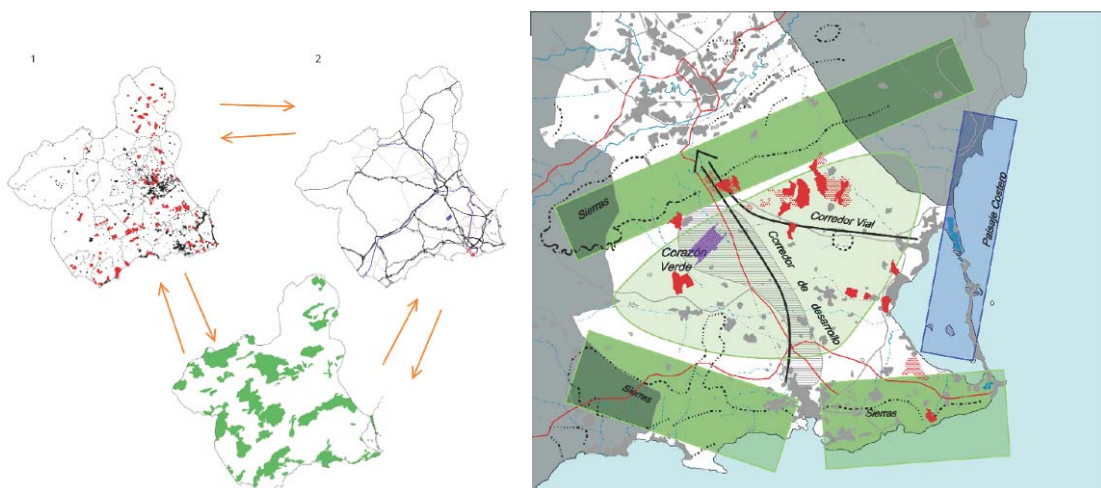 1
2
Sierras
Corredor Vial
Paisaje Costero
Corazón
Verde
Corredor
de
desarrollo
Sierras
Sierras